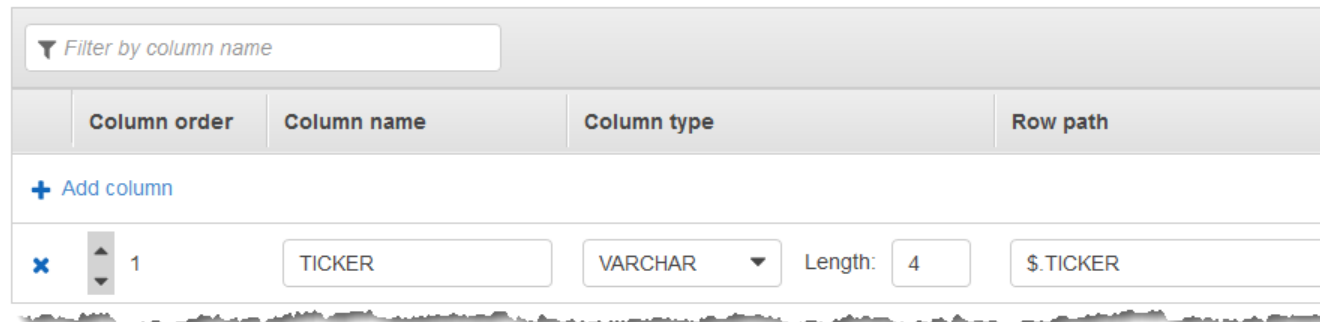 Filter by column name
Column order Column name Column type Row path
Add column
1 TICKER VARCHAR Length: 4 $.TICKER